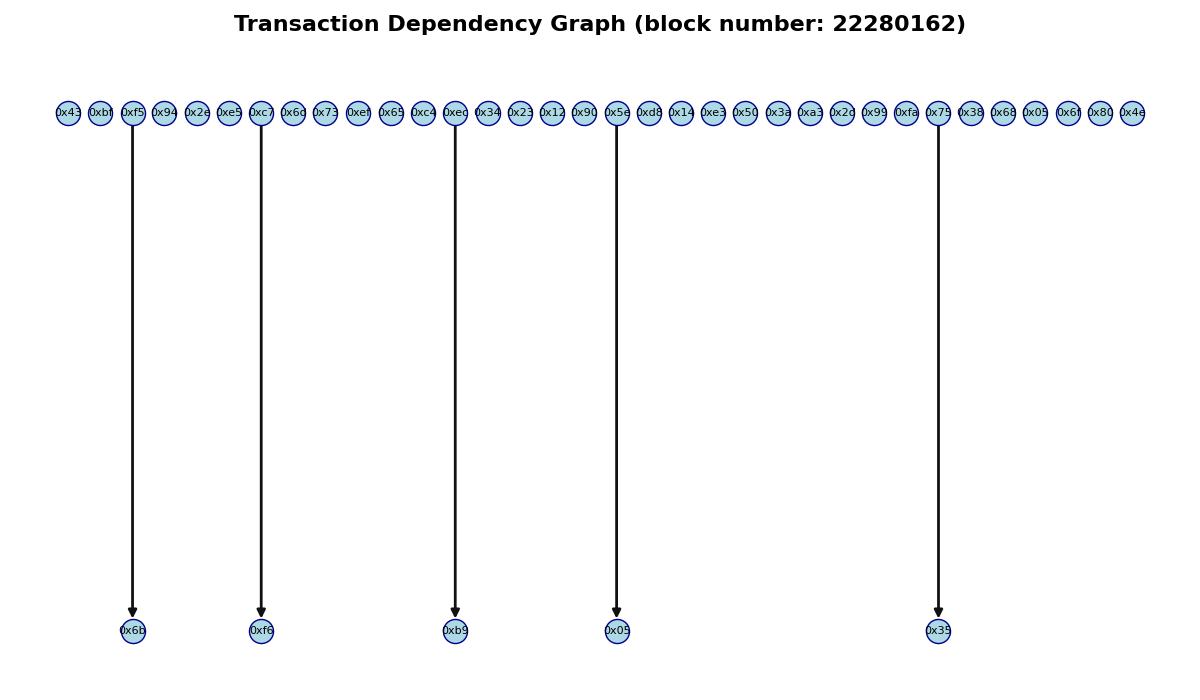 Transaction Dependency Graph (block number: 22280162)
0x43 0xbf 0xf5 0x94 0x2e 0xe5 0xc7 0x6d 0x73 0xef 0x65 0xc4 0xec 0x34 0x23 0x12 0x90 0x5e 0xd8 0x14 0xe3 0x50 0x3a 0xa3 0x2d 0x99 0xfa 0x75 0x38 0x68 0x05 0x6f 0x80 0x4e
0x6b 0xf6 0xb9 0x05 0x35